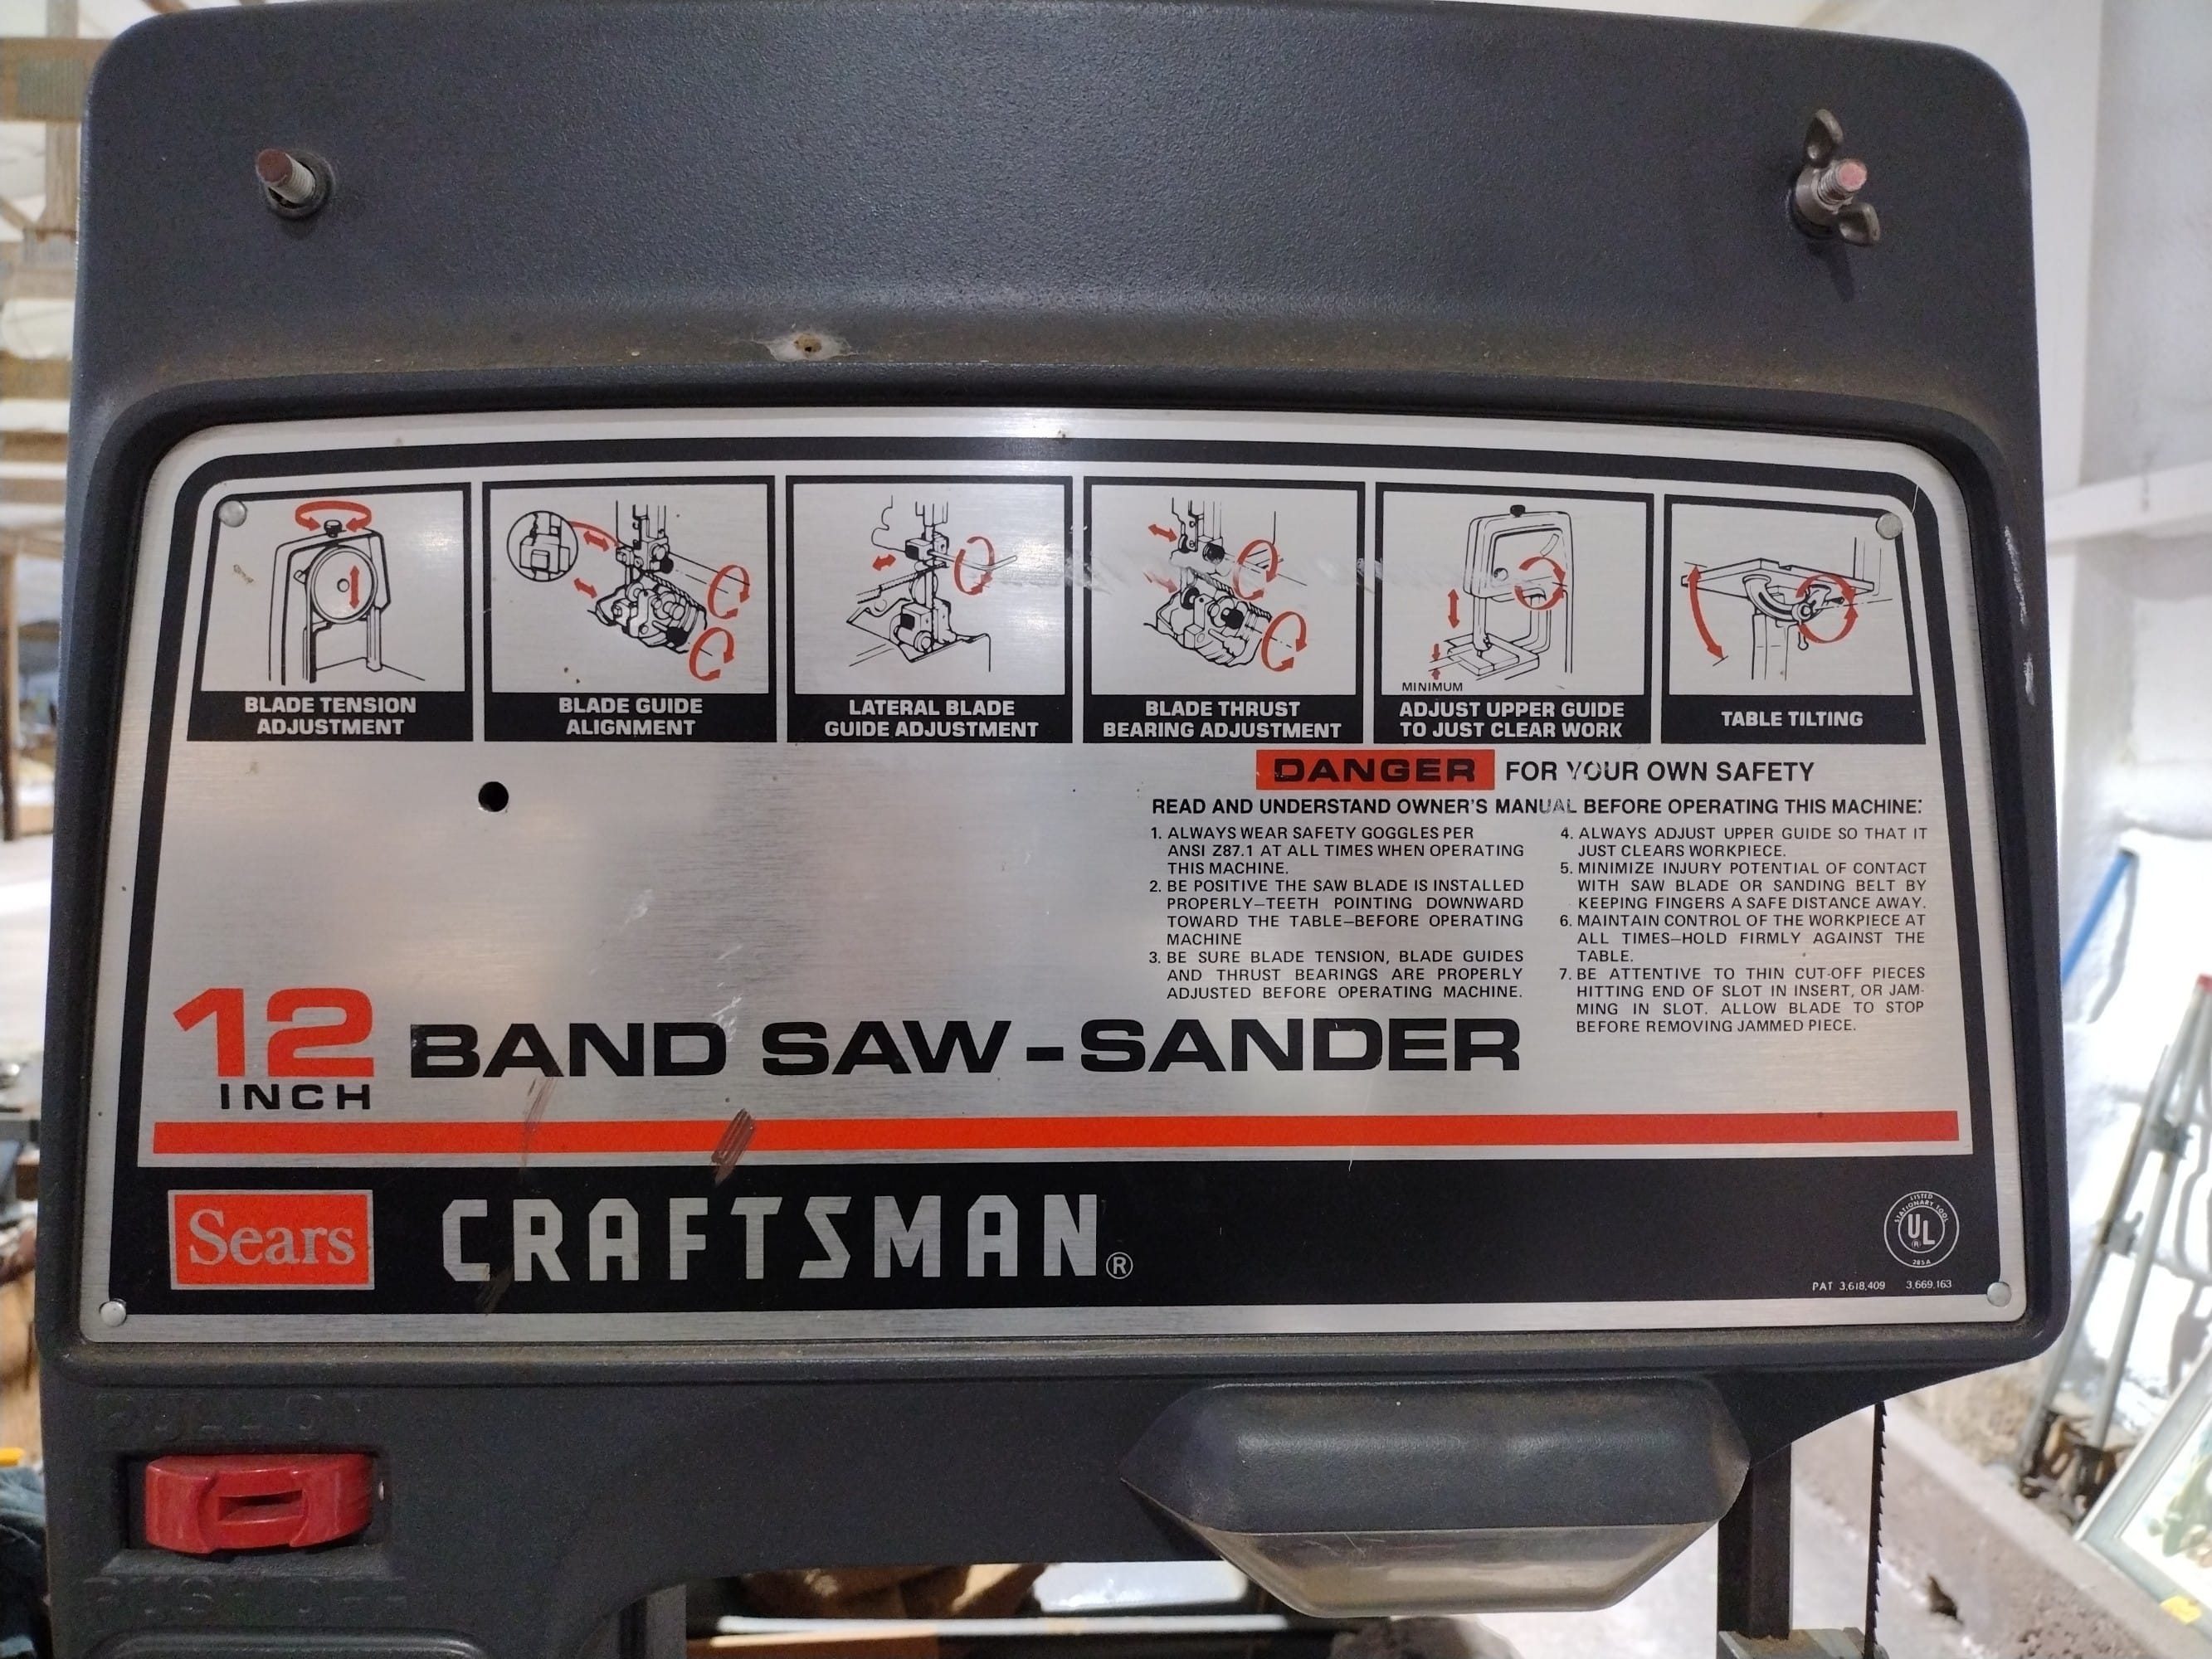 BLADE TENSION
ADJUSTMENT
BLADE GUIDE
ALIGNMENT
LATERAL BLADE
GUIDE ADJUSTMENT
BLADE THRUST
BEARING ADJUSTMENT
MINIMUM
ADJUST UPPER GUIDE
TO JUST CLEAR WORK
TABLE TILTING
DANGER FOR YOUR OWN SAFETY
READ AND UNDERSTAND OWNER'S MANUAL BEFORE OPERATING THIS MACHINE:
1. ALWAYS WEAR SAFETY GOGGLES PER
ANSI Z87.1 AT ALL TIMES WHEN OPERATING
THIS MACHINE.
2. BE POSITIVE THE SAW BLADE IS INSTALLED
PROPERLY—TEETH POINTING DOWNWARD
TOWARD THE TABLE—BEFORE OPERATING
MACHINE
3. BE SURE BLADE TENSION, BLADE GUIDES
AND THRUST BEARINGS ARE PROPERLY
ADJUSTED BEFORE OPERATING MACHINE.
4. ALWAYS ADJUST UPPER GUIDE SO THAT IT
JUST CLEARS WORKPIECE.
5. MINIMIZE INJURY POTENTIAL OF CONTACT
WITH SAW BLADE OR SANDING BELT BY
KEEPING FINGERS A SAFE DISTANCE AWAY.
6. MAINTAIN CONTROL OF THE WORKPIECE AT
ALL TIMES—HOLD FIRMLY AGAINST THE
TABLE.
7. BE ATTENTIVE TO THIN CUT-OFF PIECES
HITTING END OF SLOT IN INSERT, OR JAM-
MING IN SLOT. ALLOW BLADE TO STOP
BEFORE REMOVING JAMMED PIECE.
12
INCH
BAND SAW-SANDER
Sears
CRAFTSMAN®
LISTED
STATIONARY TOOL
UL
®
285A
PAT 3,618,409 3,669,163